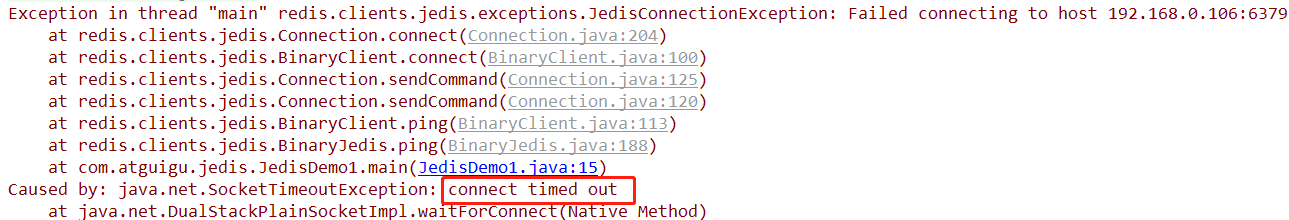 Exception in thread "main" redis.clients.jedis.exceptions.JedisConnectionException: Failed connecting to host 192.168.0.106:6379
at redis.clients.jedis.Connection.connect(Connection.java:204)
at redis.clients.jedis.BinaryClient.connect(BinaryClient.java:100)
at redis.clients.jedis.Connection.sendCommand(Connection.java:125)
at redis.clients.jedis.Connection.sendCommand(Connection.java:120)
at redis.clients.jedis.BinaryClient.ping(BinaryClient.java:113)
at redis.clients.jedis.BinaryJedis.ping(BinaryJedis.java:188)
at com.atguigu.jedis.JedisDemo1.main(JedisDemo1.java:15)
Caused by: java.net.SocketTimeoutException: connect timed out
at java.net.DualStackPlainSocketImpl.waitForConnect(Native Method)